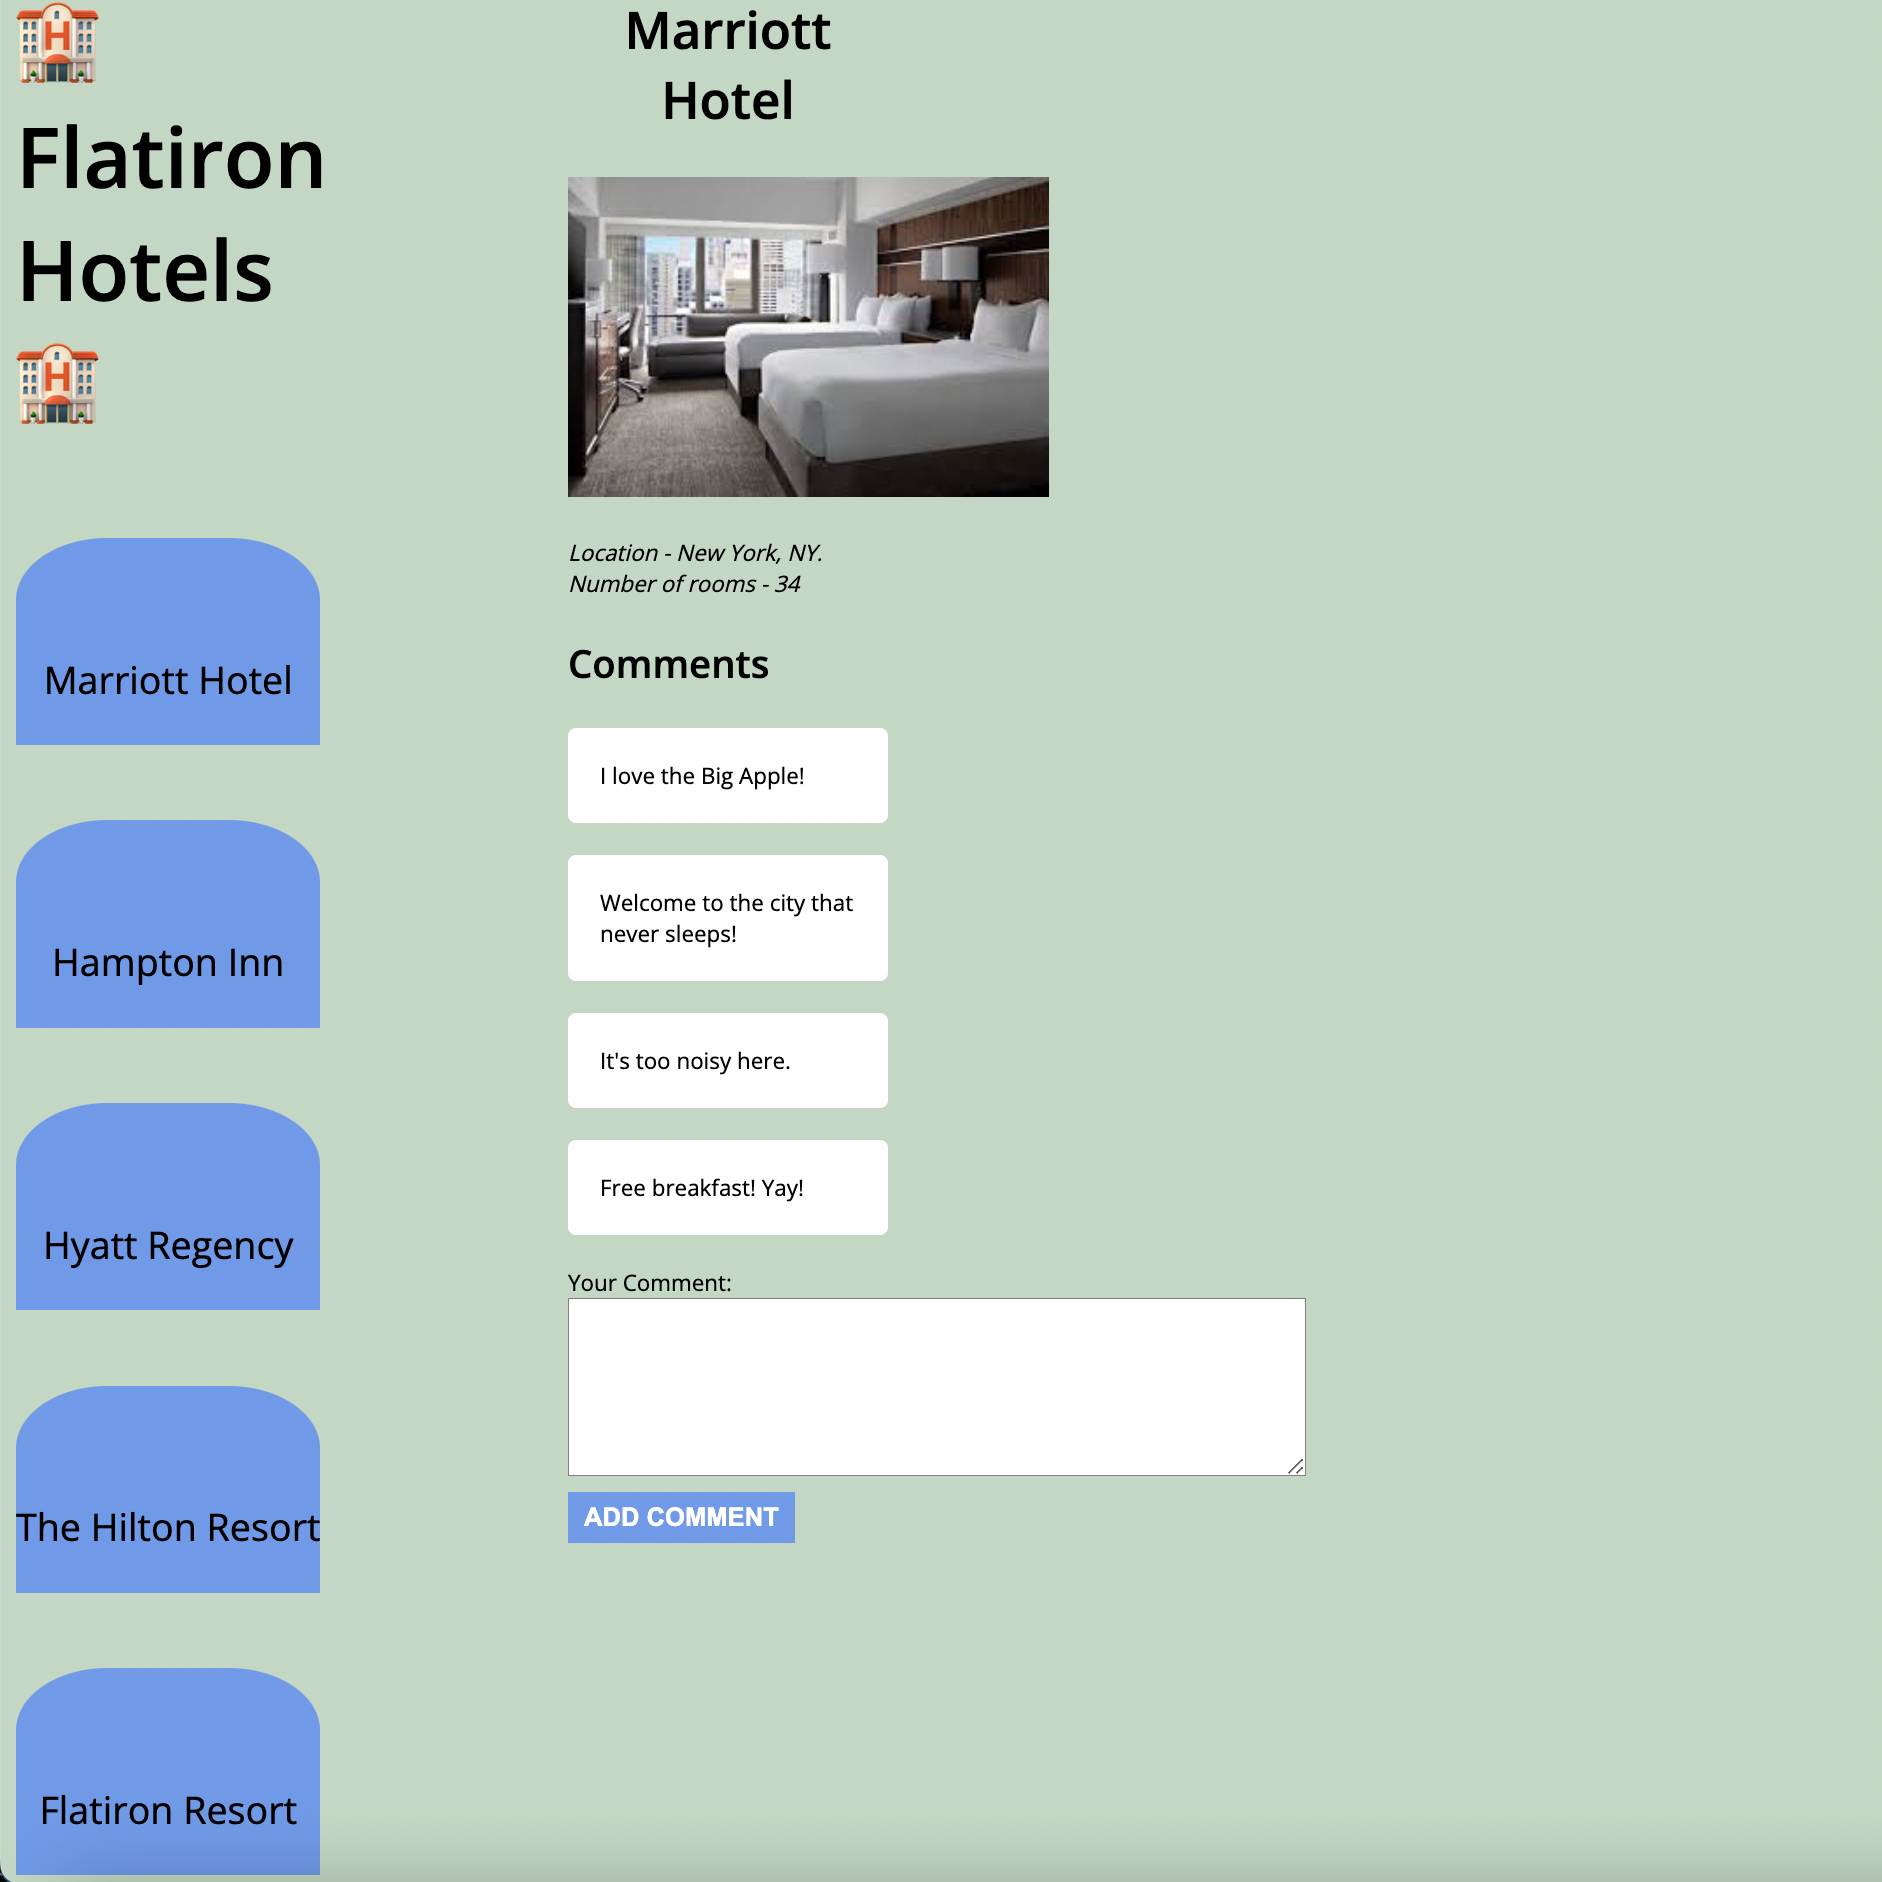 Flatiron
Hotels
Marriott Hotel
Hampton Inn
Hyatt Regency
The Hilton Resort
Flatiron Resort
Marriott
Hotel
Location - New York, NY.
Number of rooms - 34
Comments
I love the Big Apple!
Welcome to the city that
never sleeps!
It's too noisy here.
Free breakfast! Yay!
Your Comment:
ADD COMMENT